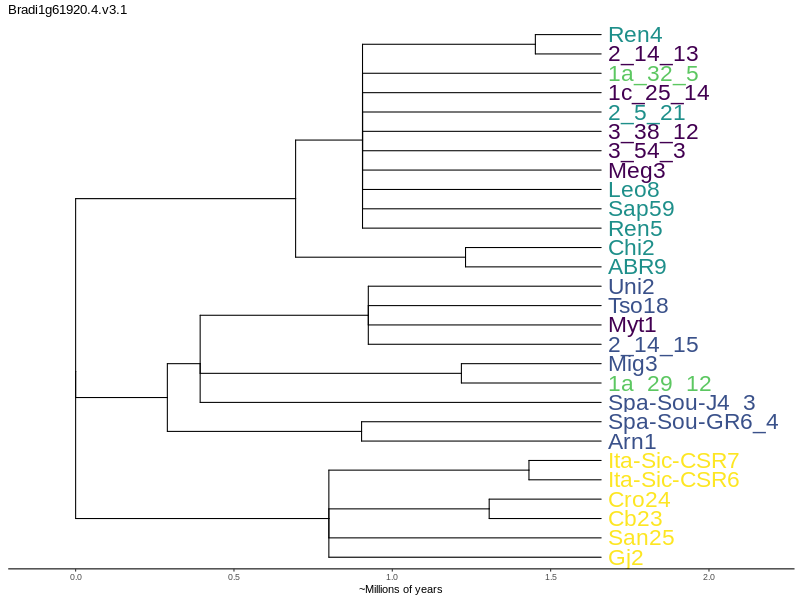 Bradi1g61920.4.v3.1
Ren4
2_14_13
1a_32_5
1c_25_14
2_5_21
3_38_12
3_54_3
Meg3
Leo8
Sap59
Ren5
Chi2
ABR9
Uni2
Tso18
Myt1
2_14_15
Mig3
1a_29_12
Spa-Sou-J4_3
Spa-Sou-GR6_4
Arn1
Ita-Sic-CSR7
Ita-Sic-CSR6
Cro24
Cb23
San25
Gj2
0.0 0.5 1.0 1.5 2.0
~Millions of years